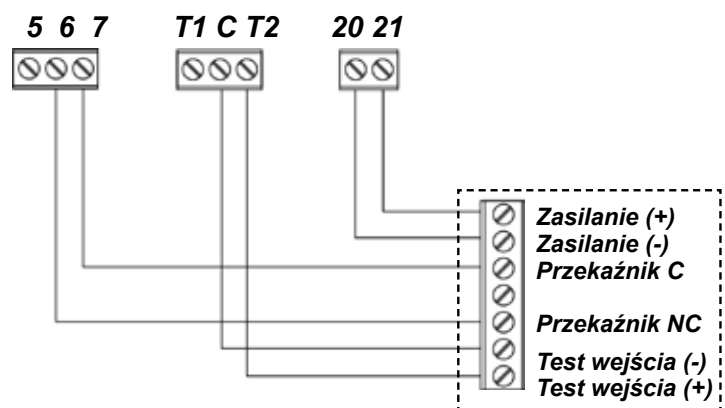 5 6 7 T1 C T2 20 21
Zasilanie (+)
Zasilanie (-)
Przekaźnik C
Przekaźnik NC
Test wejścia (-)
Test wejścia (+)